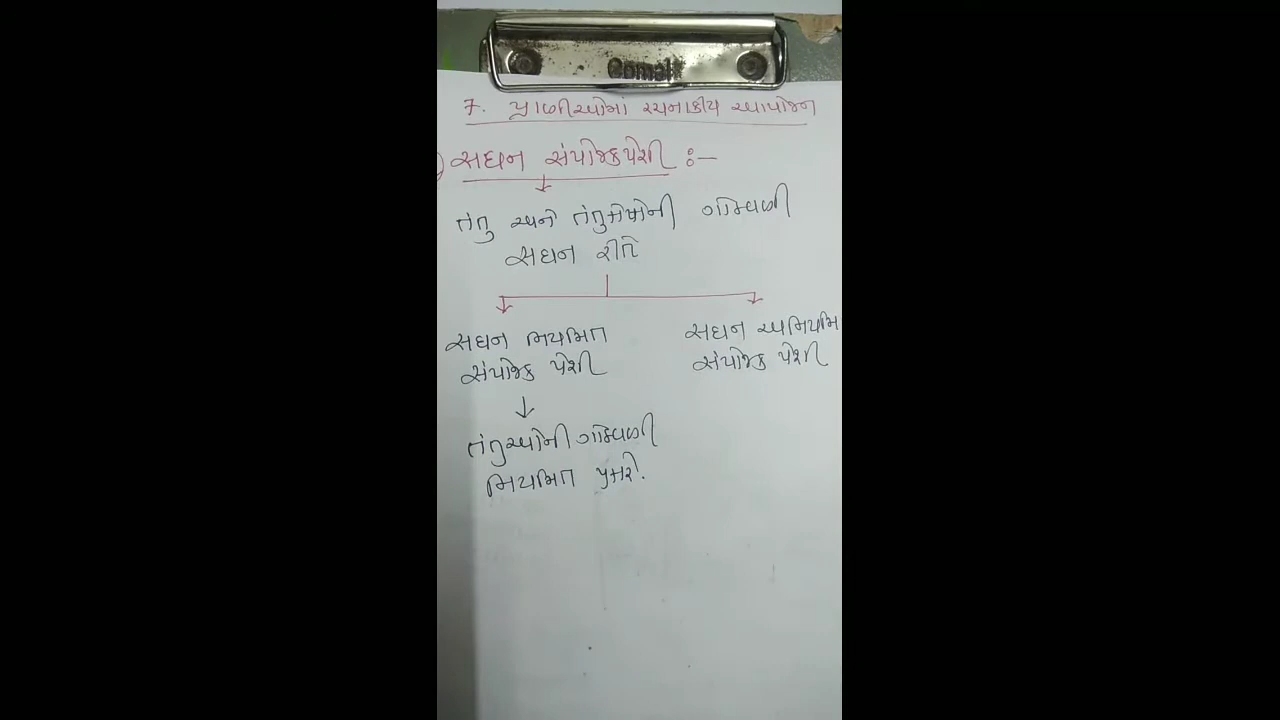 Camel
7. પ્રાણીઓમાં રચનાકીય આયોજન
સઘન સંયોજકપેશી :-
તંતુ અને તંતુકોષોની ગોઠવણી
સઘન રીતે
સઘન નિયમિત
સંયોજક પેશી
સઘન અનિયમિ
સંયોજક પેશી
તંતુઓની ગોઠવણી
નિયમિત પ્રકારે.